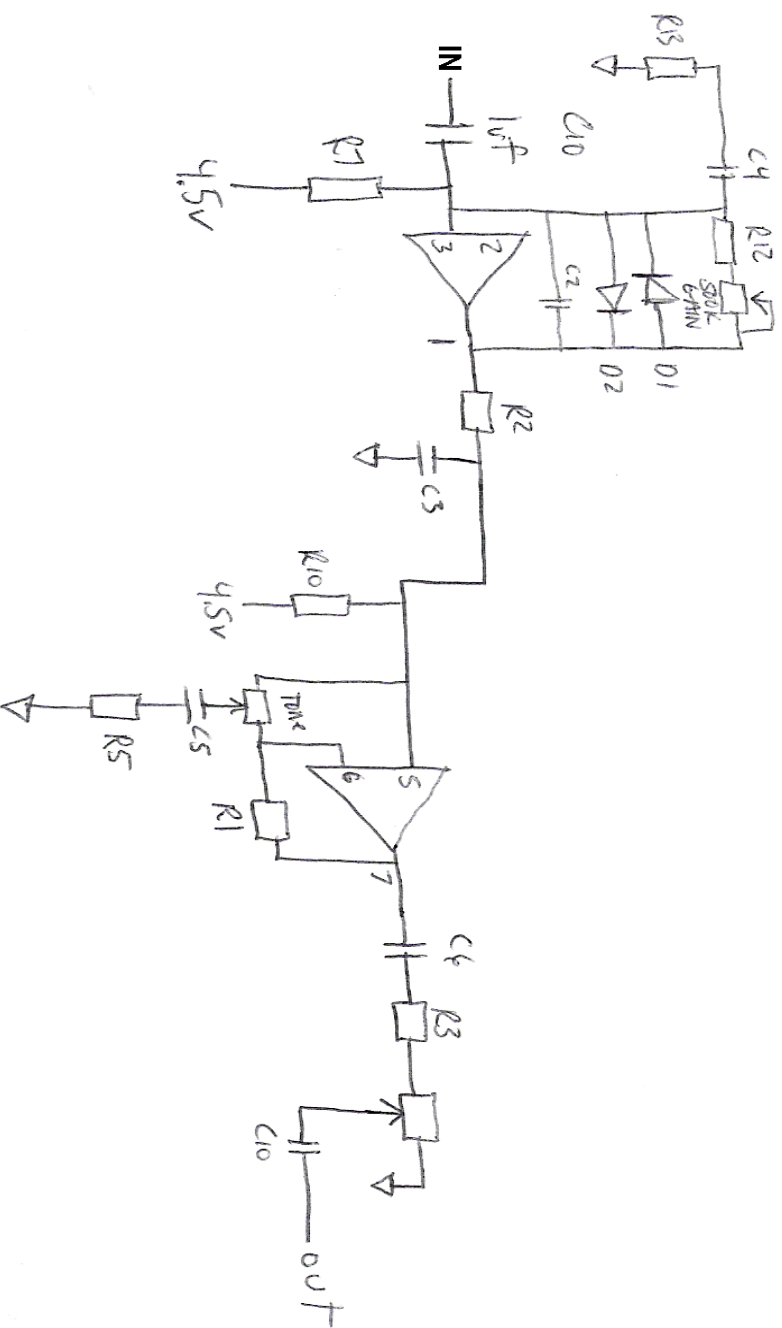 R13
C4
R12
500K
GAIN
IN
1uf
C10
R7
4.5v
2
3
C2
D1
D2
1
R2
C3
R10
4.5v
TONE
C5
R5
5
6
R1
7
C6
R3
C10
OUT